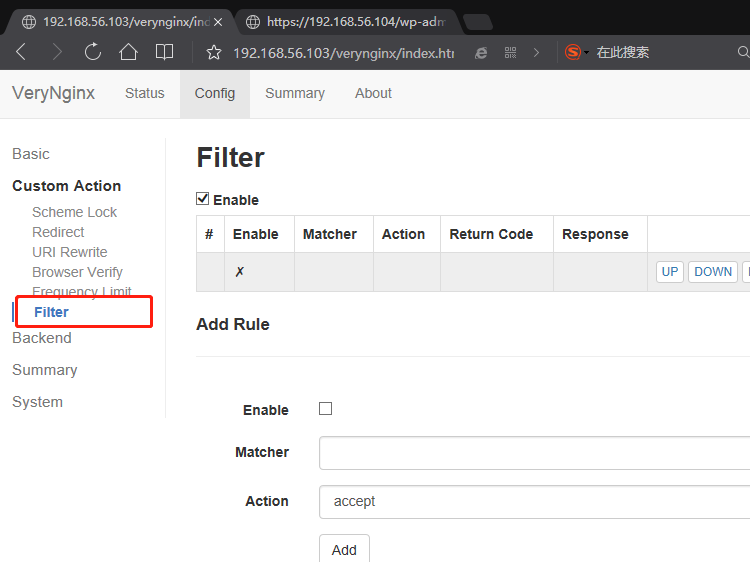 192.168.56.103/verynginx/ind
https://192.168.56.104/wp-adm
192.168.56.103/verynginx/index.htm
在此搜索
VeryNginx Status Config Summary About
Basic
Custom Action
Scheme Lock
Redirect
URI Rewrite
Browser Verify
Frequency Limit
Filter
Backend
Summary
System
Filter
Enable
# Enable Matcher Action Return Code Response
✗ UP DOWN
Add Rule
Enable
Matcher
Action accept
Add